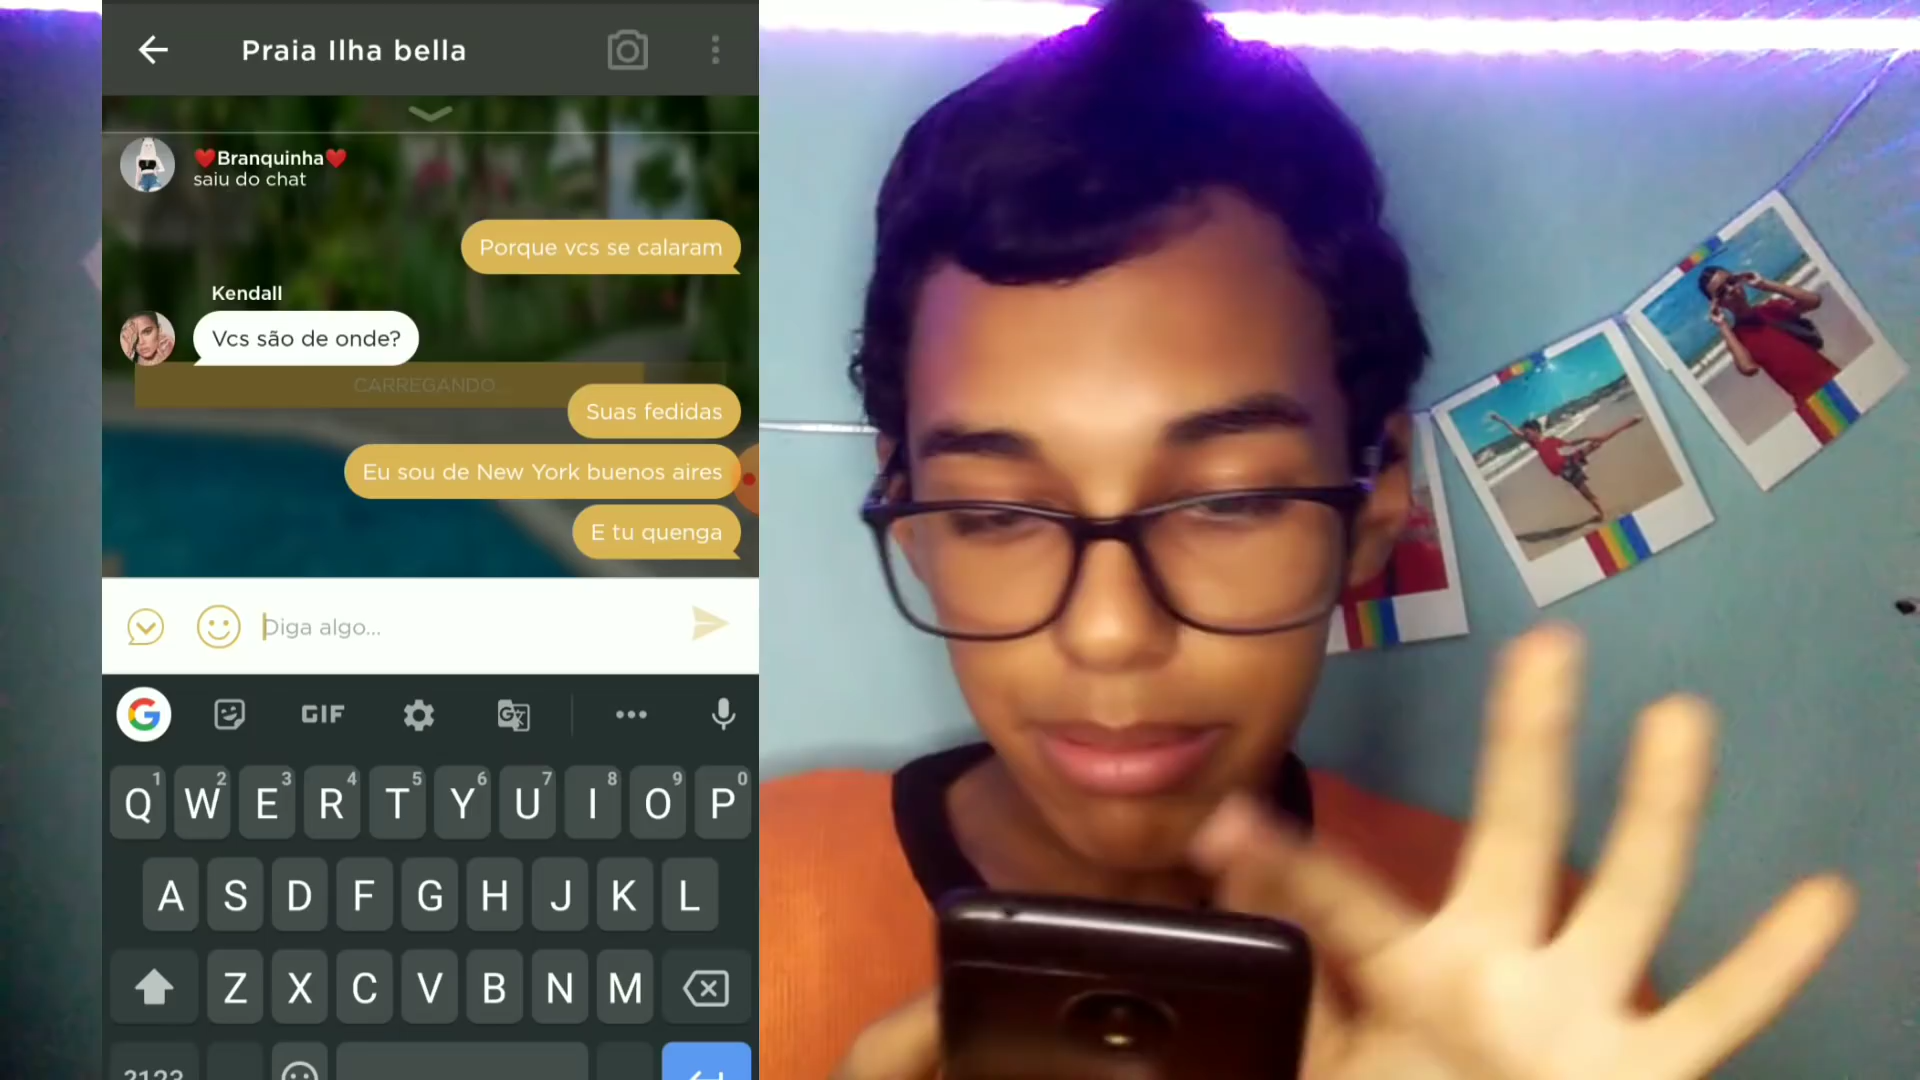 Praia Ilha bella
❤️Branquinha❤️
saiu do chat
Porque vcs se calaram
Kendall
Vcs são de onde?
CARREGANDO...
Suas fedidas
Eu sou de New York buenos aires
E tu quenga
Diga algo...
G GIF G
1 2 3 4 5 6 7 8 9 0
Q W E R T Y U I O P
A S D F G H J K L
Z X C V B N M
?123